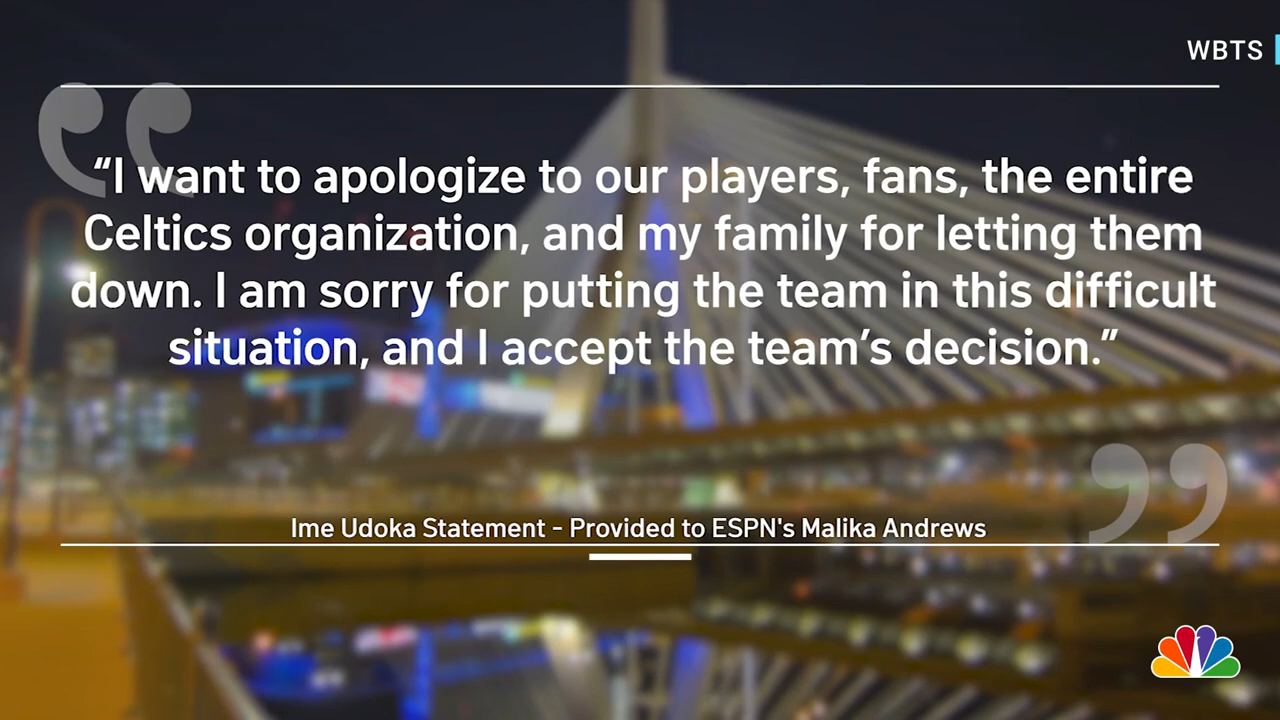 WBTS
“I want to apologize to our players, fans, the entire
Celtics organization, and my family for letting them
down. I am sorry for putting the team in this difficult
situation, and I accept the team’s decision.”
Ime Udoka Statement - Provided to ESPN's Malika Andrews